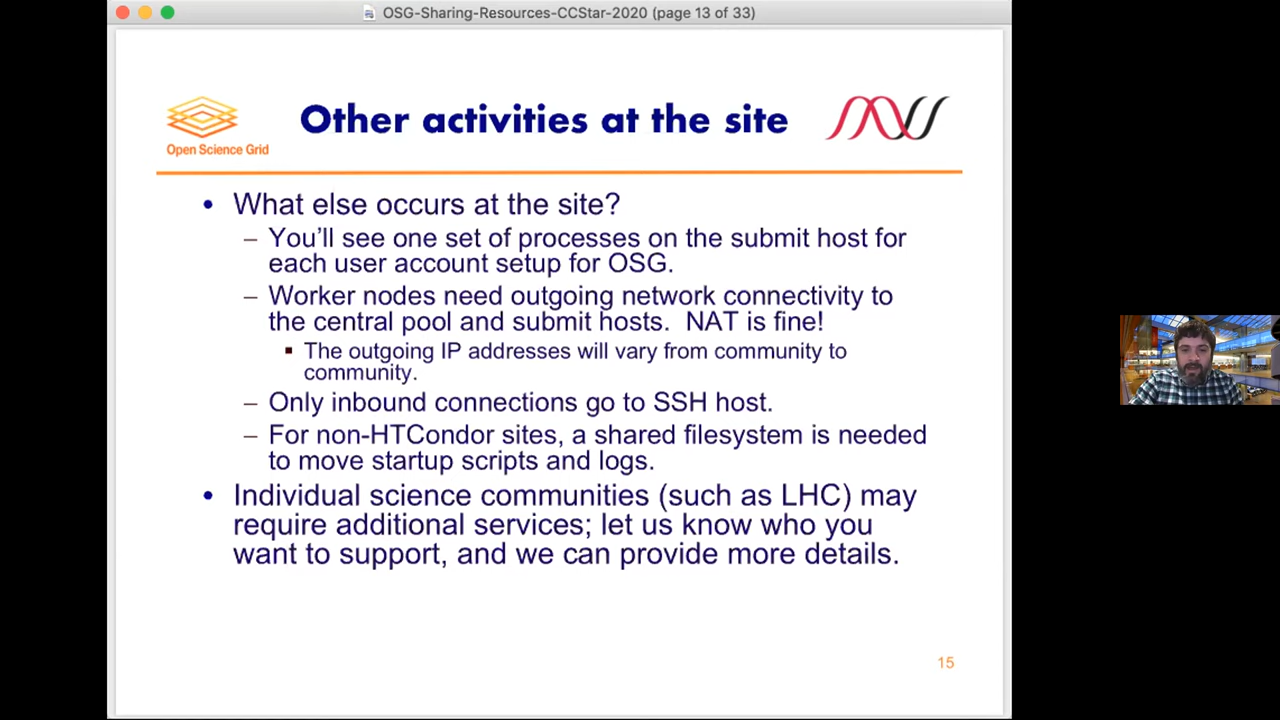 OSG-Sharing-Resources-CCStar-2020 (page 13 of 33)
Open Science Grid
Other activities at the site
• What else occurs at the site?
– You'll see one set of processes on the submit host for
each user account setup for OSG.
– Worker nodes need outgoing network connectivity to
the central pool and submit hosts.  NAT is fine!
▪ The outgoing IP addresses will vary from community to
community.
– Only inbound connections go to SSH host.
– For non-HTCondor sites, a shared filesystem is needed
to move startup scripts and logs.
• Individual science communities (such as LHC) may
require additional services; let us know who you
want to support, and we can provide more details.
15